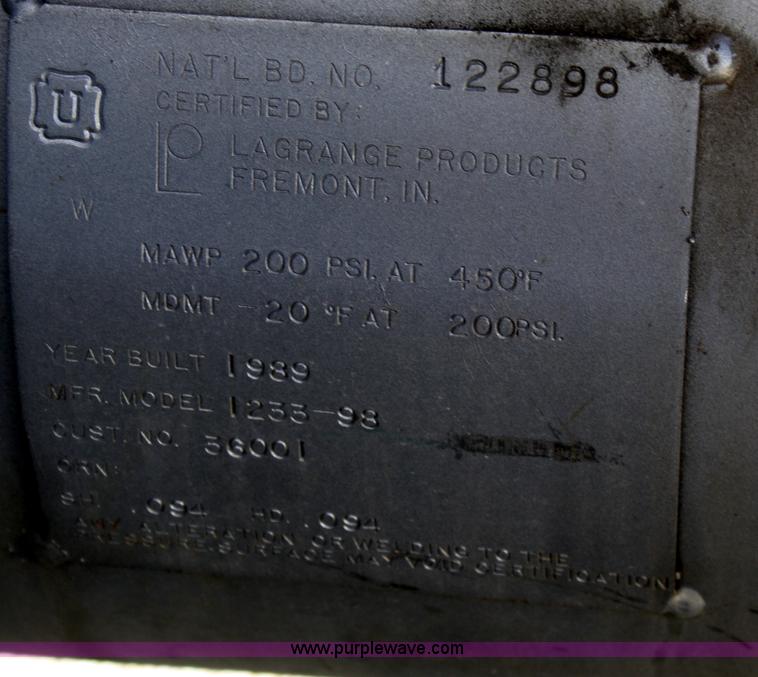 NAT'L BD. NO. 122898
U
CERTIFIED BY:
LP LAGRANGE PRODUCTS
FREMONT, IN.
W
MAWP 200 PSI. AT 450°F
MDMT -20 °F AT 200PSI.
YEAR BUILT 1989
MFR. MODEL 1233-98
CUST. NO. 36001
CRN:
SH. .094 HD. .094
ANY ALTERATION OR WELDING TO THE
PRESSURE SURFACE MAY VOID CERTIFICATION
www.purplewave.com